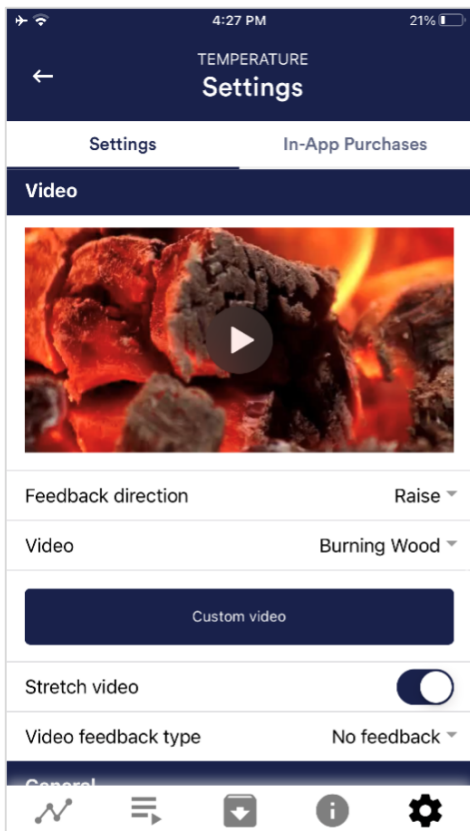 4:27 PM
21%
TEMPERATURE
Settings
Settings
In-App Purchases
Video
Feedback direction
Raise
Video
Burning Wood
Custom video
Stretch video
Video feedback type
No feedback
General